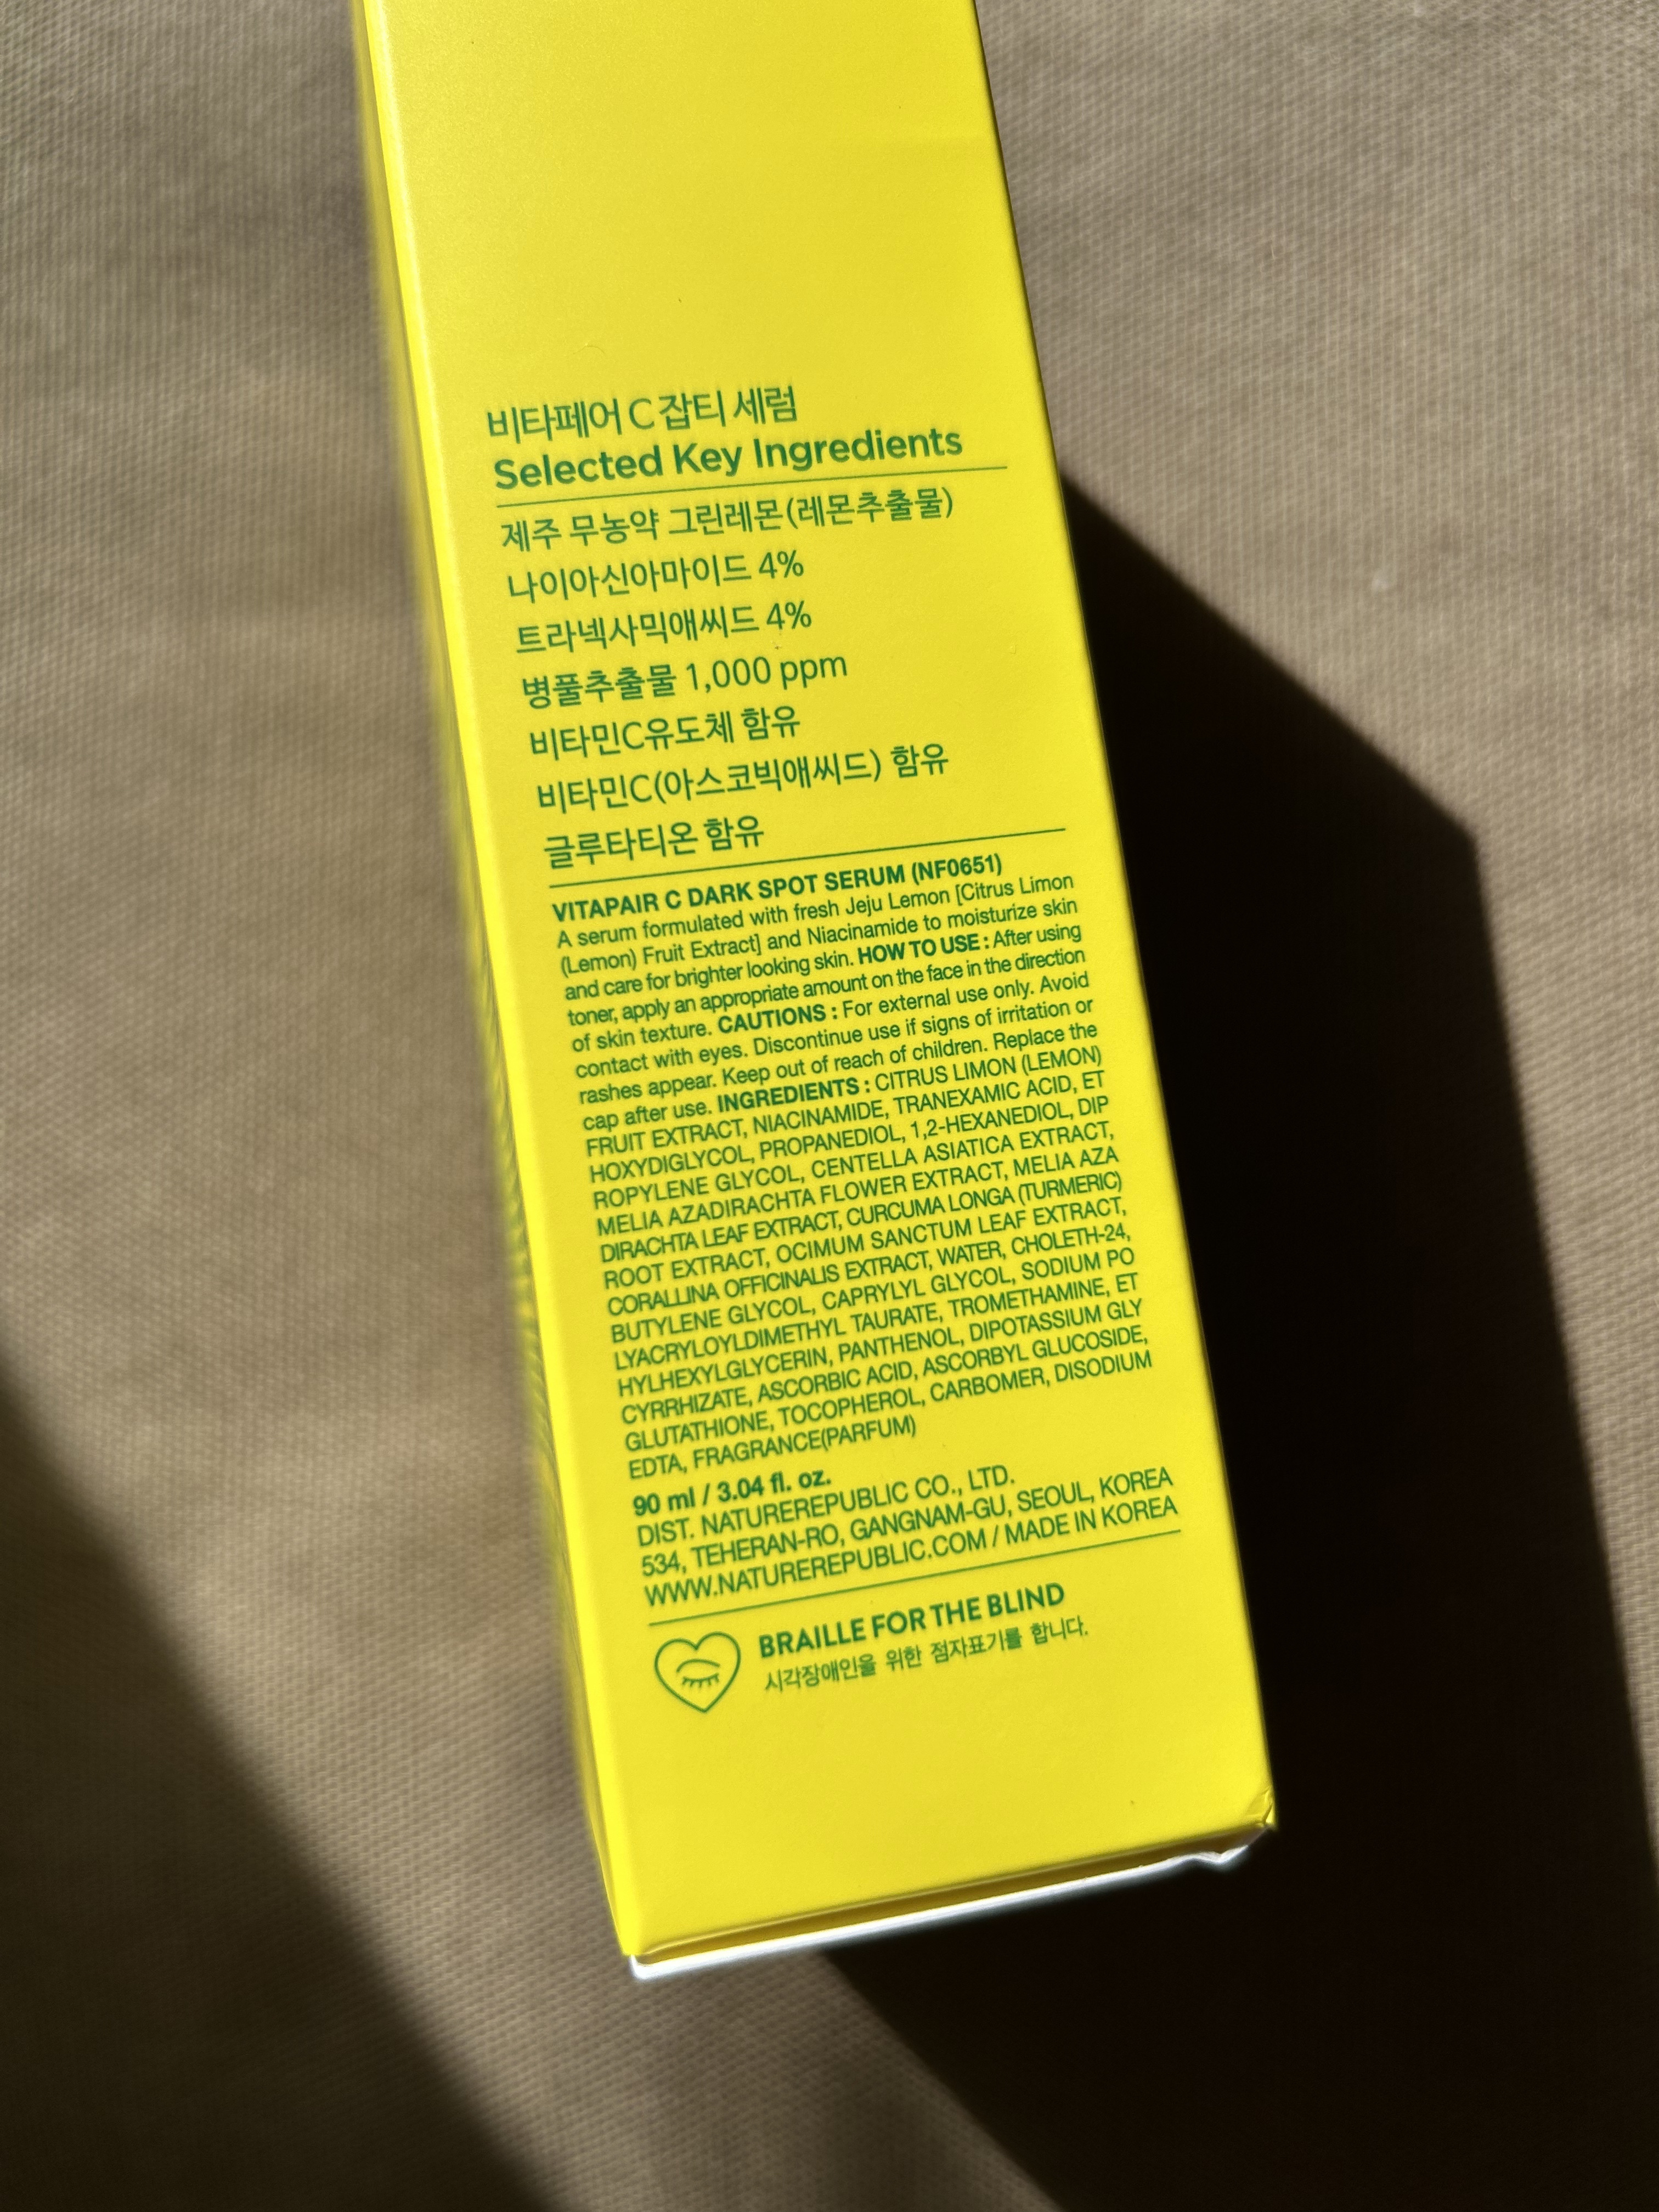 비타페어 C 잡티 세럼
Selected Key Ingredients
제주 무농약 그린레몬(레몬추출물)
나이아신아마이드 4%
트라넥사믹애씨드 4%
병풀추출물 1,000 ppm
비타민C유도체 함유
비타민C(아스코빅애씨드) 함유
글루타티온 함유
VITAPAIR C DARK SPOT SERUM (NF0651)
A serum formulated with fresh Jeju Lemon [Citrus Limon
(Lemon) Fruit Extract] and Niacinamide to moisturize skin
and care for brighter looking skin. HOW TO USE : After using
toner, apply an appropriate amount on the face in the direction
of skin texture. CAUTIONS : For external use only. Avoid
contact with eyes. Discontinue use if signs of irritation or
rashes appear. Keep out of reach of children. Replace the
cap after use. INGREDIENTS : CITRUS LIMON (LEMON)
FRUIT EXTRACT, NIACINAMIDE, TRANEXAMIC ACID, ET
HOXYDIGLYCOL, PROPANEDIOL, 1,2-HEXANEDIOL, DIP
ROPYLENE GLYCOL, CENTELLA ASIATICA EXTRACT,
MELIA AZADIRACHTA FLOWER EXTRACT, MELIA AZA
DIRACHTA LEAF EXTRACT, CURCUMA LONGA (TURMERIC)
ROOT EXTRACT, OCIMUM SANCTUM LEAF EXTRACT,
CORALLINA OFFICINALIS EXTRACT, WATER, CHOLETH-24,
BUTYLENE GLYCOL, CAPRYLYL GLYCOL, SODIUM PO
LYACRYLOYLDIMETHYL TAURATE, TROMETHAMINE, ET
HYLHEXYLGLYCERIN, PANTHENOL, DIPOTASSIUM GLY
CYRRHIZATE, ASCORBIC ACID, ASCORBYL GLUCOSIDE,
GLUTATHIONE, TOCOPHEROL, CARBOMER, DISODIUM
EDTA, FRAGRANCE(PARFUM)
90 ml / 3.04 fl. oz.
DIST. NATUREREPUBLIC CO., LTD.
534, TEHERAN-RO, GANGNAM-GU, SEOUL, KOREA
WWW.NATUREREPUBLIC.COM / MADE IN KOREA
BRAILLE FOR THE BLIND
시각장애인을 위한 점자표기를 합니다.